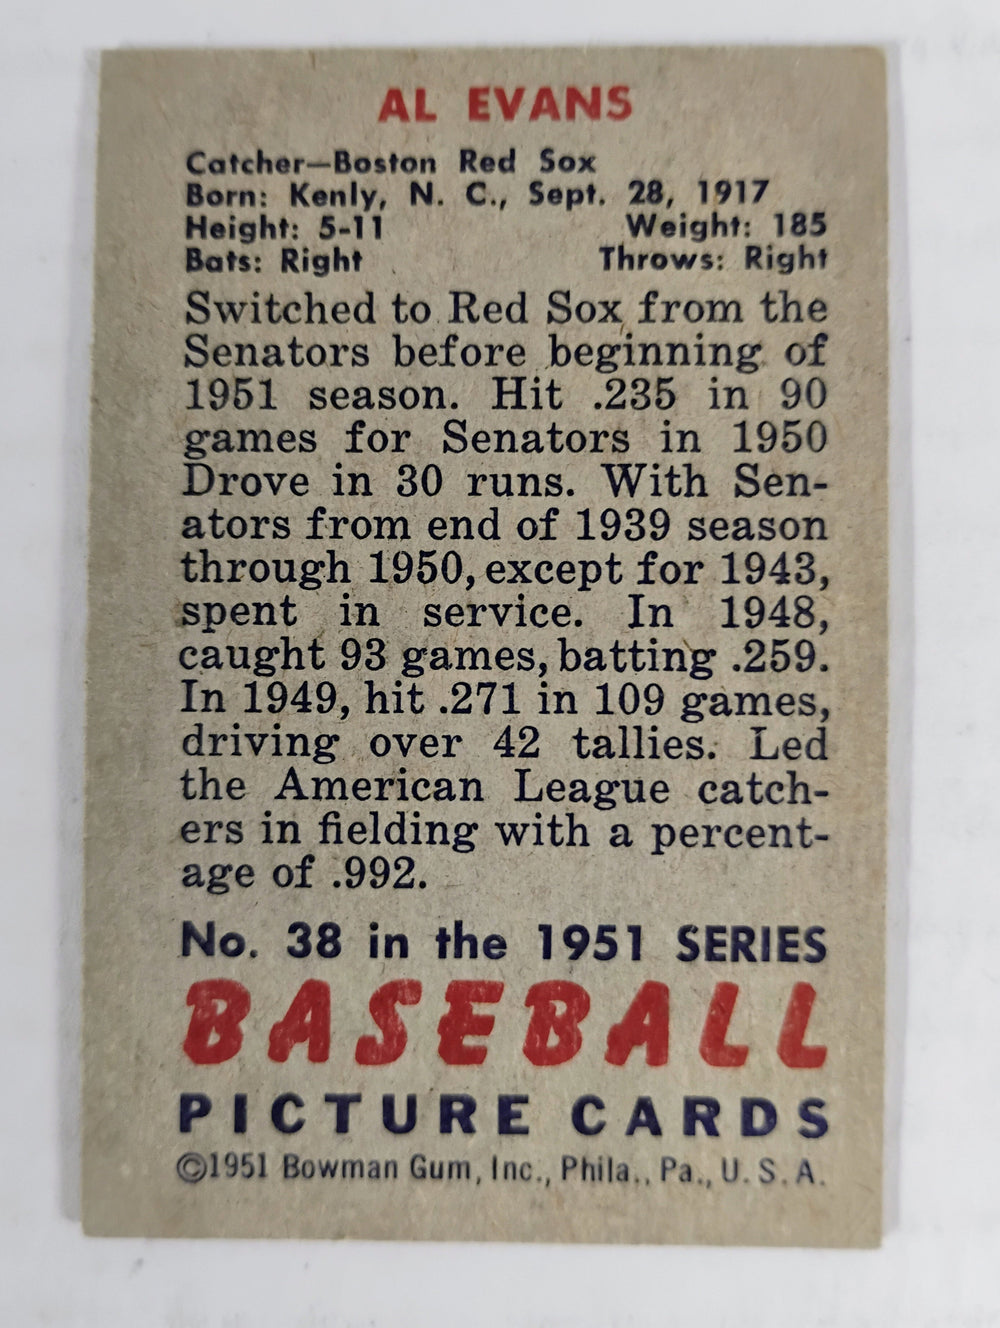 AL EVANS
Catcher—Boston Red Sox
Born: Kenly, N. C., Sept. 28, 1917
Height: 5-11 Weight: 185
Bats: Right Throws: Right
Switched to Red Sox from the
Senators before beginning of
1951 season. Hit .235 in 90
games for Senators in 1950
Drove in 30 runs. With Sen-
ators from end of 1939 season
through 1950, except for 1943,
spent in service. In 1948,
caught 93 games, batting .259.
In 1949, hit .271 in 109 games,
driving over 42 tallies. Led
the American League catch-
ers in fielding with a percent-
age of .992.
No. 38 in the 1951 SERIES
BASEBALL
PICTURE CARDS
©1951 Bowman Gum, Inc., Phila., Pa., U. S. A.